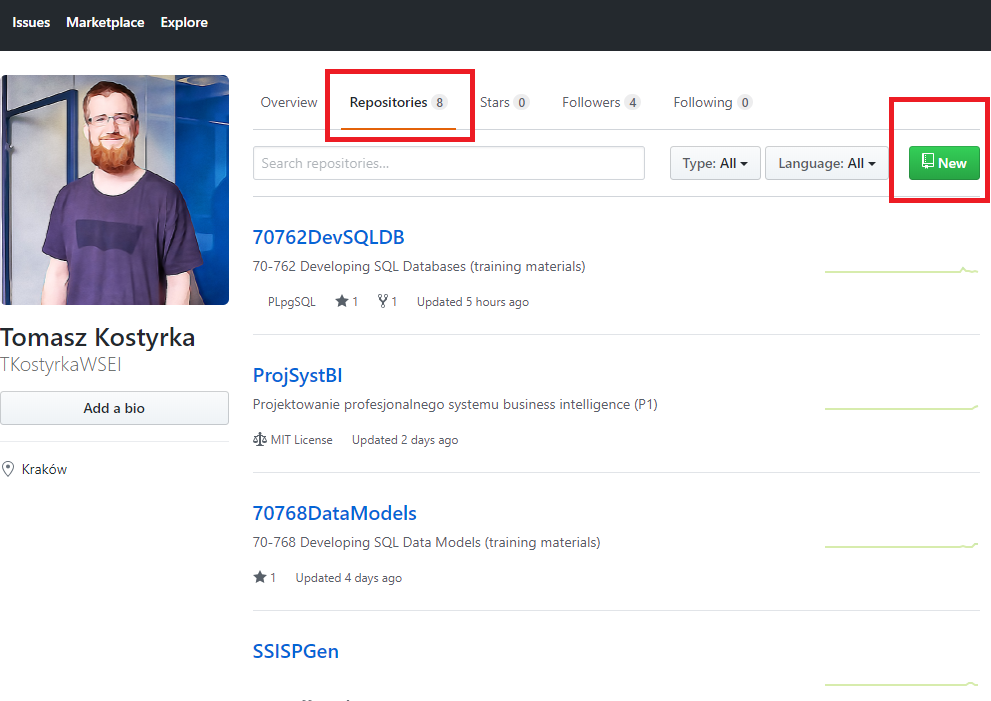 Issues Marketplace Explore
Overview Repositories 8 Stars 0 Followers 4 Following 0
Search repositories... Type: All Language: All New
70762DevSQLDB
70-762 Developing SQL Databases (training materials)
PLpgSQL 1 1 Updated 5 hours ago
Tomasz Kostyrka
TKostyrkaWSEI
Add a bio
Kraków
ProjSystBI
Projektowanie profesjonalnego systemu business intelligence (P1)
MIT License Updated 2 days ago
70768DataModels
70-768 Developing SQL Data Models (training materials)
1 Updated 4 days ago
SSISPGen